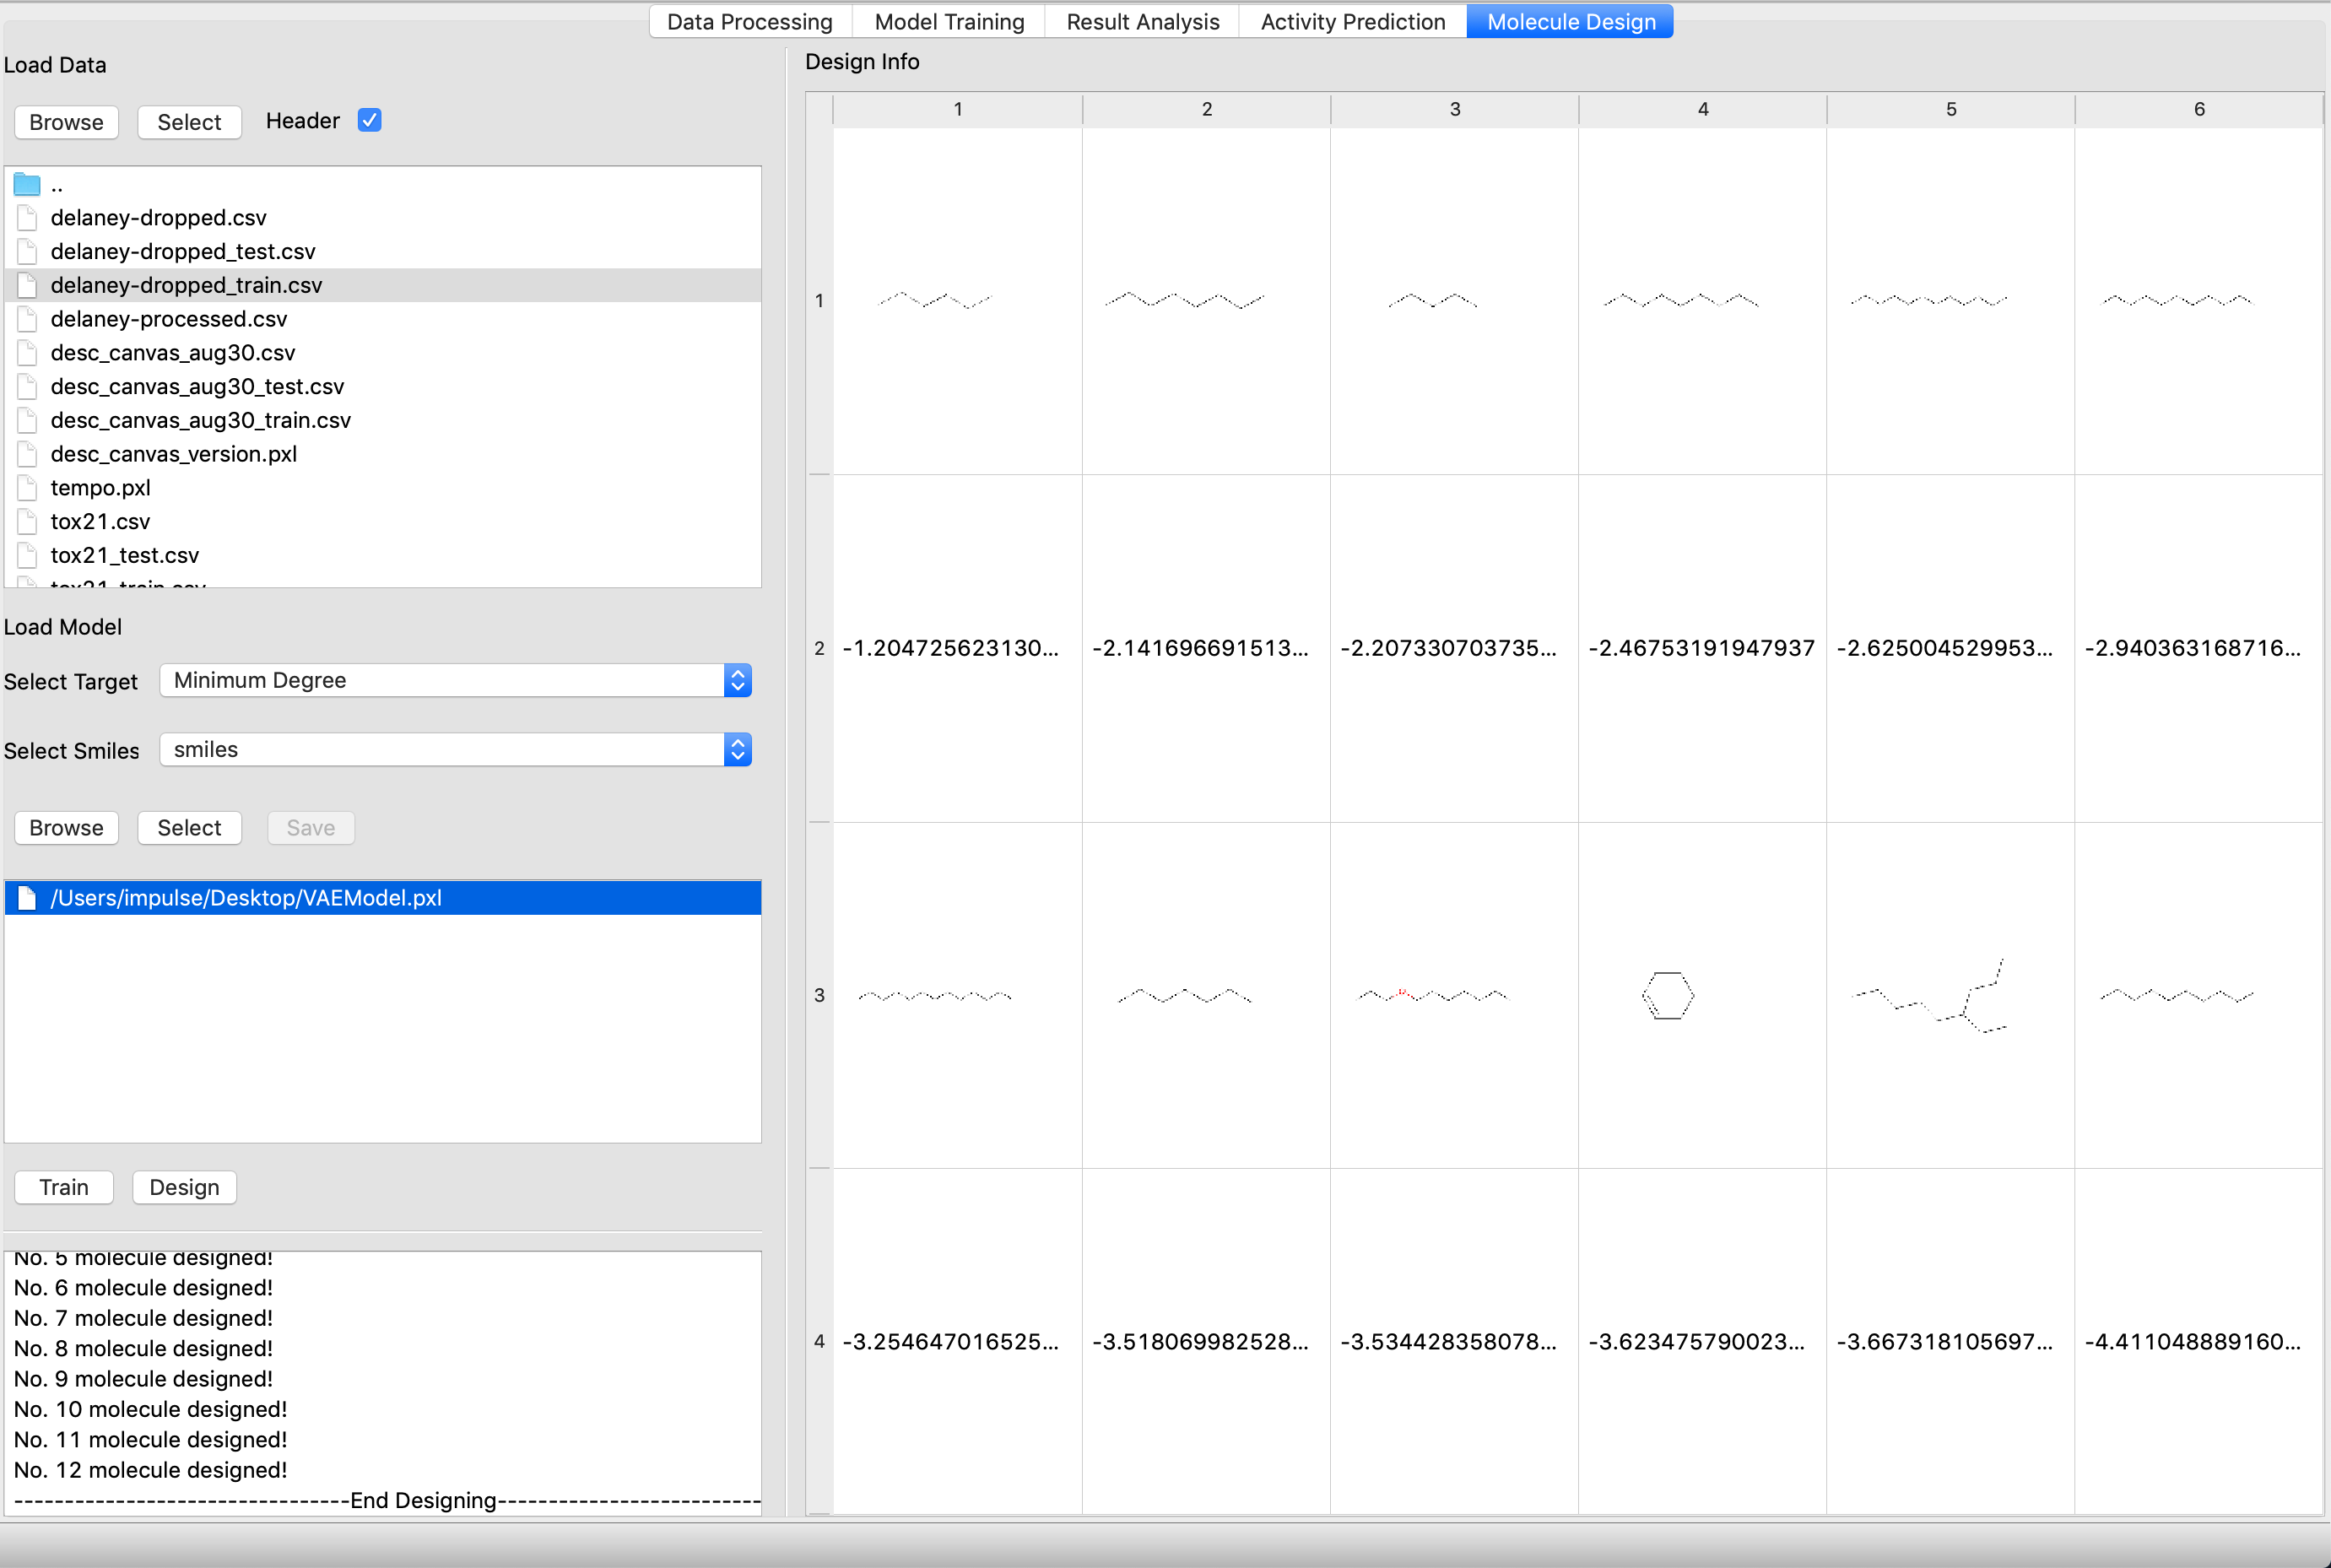 Data Processing Model Training Result Analysis Activity Prediction Molecule Design
Load Data
Browse Select Header
..
delaney-dropped.csv
delaney-dropped_test.csv
delaney-dropped_train.csv
delaney-processed.csv
desc_canvas_aug30.csv
desc_canvas_aug30_test.csv
desc_canvas_aug30_train.csv
desc_canvas_version.pxl
tempo.pxl
tox21.csv
tox21_test.csv
tox21_train.csv
Load Model
Select Target Minimum Degree
Select Smiles smiles
Browse Select Save
/Users/impulse/Desktop/VAEModel.pxl
Train Design
No. 5 molecule designed!
No. 6 molecule designed!
No. 7 molecule designed!
No. 8 molecule designed!
No. 9 molecule designed!
No. 10 molecule designed!
No. 11 molecule designed!
No. 12 molecule designed!
---------------------------------End Designing--------------------------
Design Info
1 2 3 4 5 6
1
2 -1.204725623130... -2.141696691513... -2.207330703735... -2.46753191947937 -2.625004529953... -2.940363168716...
3
4 -3.254647016525... -3.518069982528... -3.534428358078... -3.623475790023... -3.667318105697... -4.411048889160...